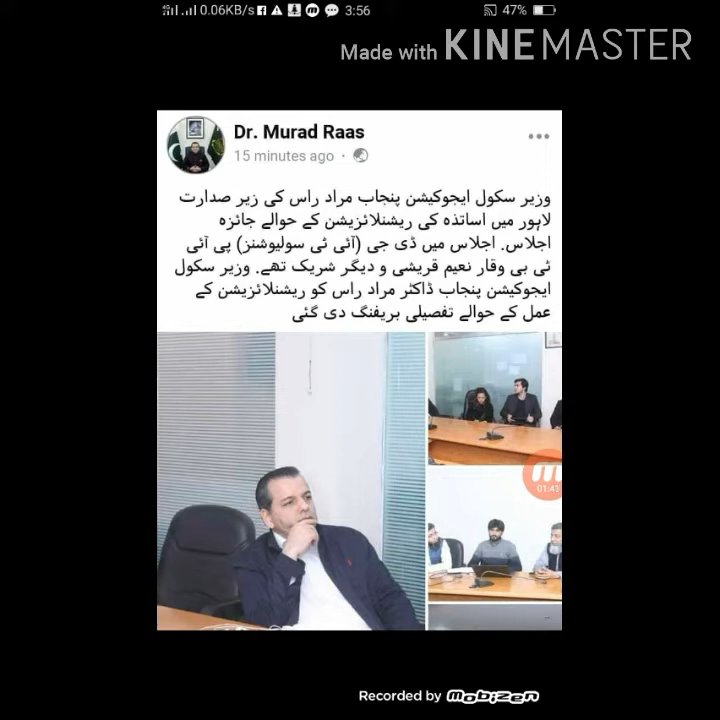 0.06KB/s 3:56 47%
Made with KINEMASTER
Dr. Murad Raas
15 minutes ago
وزیر سکول ایجوکیشن پنجاب مراد راس کی زیر صدارت
لاہور میں اساتذہ کی ریشنلائزیشن کے حوالے جائزہ
اجلاس۔ اجلاس میں ڈی جی (آئی ٹی سولیوشنز) پی آئی
ٹی بی وقار نعیم قریشی و دیگر شریک تھے۔ وزیر سکول
ایجوکیشن پنجاب ڈاکٹر مراد راس کو ریشنلائزیشن کے
عمل کے حوالے تفصیلی بریفنگ دی گئی
01:43
Recorded by Mobizen